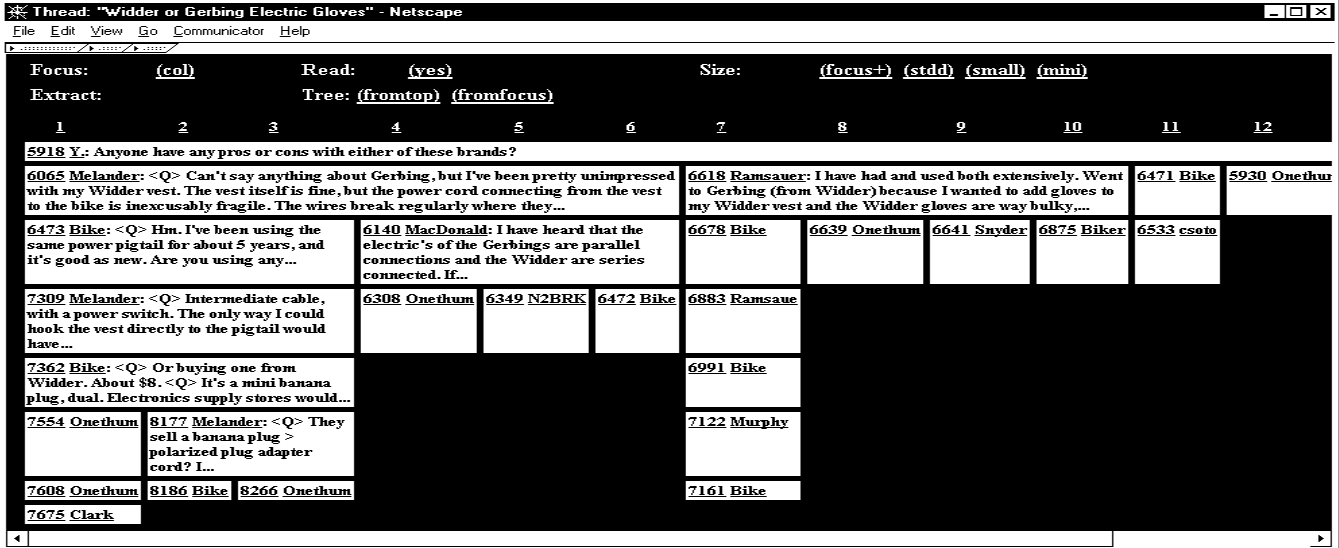 Thread: "Widder or Gerbing Electric Gloves" - Netscape
File Edit View Go Communicator Help
Focus: (col) Read: (yes) Size: (focus+) (stdd) (small) (mini)
Extract: Tree: (fromtop) (fromfocus)
1 2 3 4 5 6 7 8 9 10 11 12
5918 Y.: Anyone have any pros or cons with either of these brands?
6065 Melander: <Q> Can't say anything about Gerbing, but I've been pretty unimpressed
with my Widder vest. The vest itself is fine, but the power cord connecting from the vest
to the bike is inexcusably fragile. The wires break regularly where they...
6618 Ramsauer: I have had and used both extensively. Went
to Gerbing (from Widder) because I wanted to add gloves to
my Widder vest and the Widder gloves are way bulky,...
6471 Bike
5930 Onethur
6473 Bike: <Q> Hm. I've been using the
same power pigtail for about 5 years, and
it's good as new. Are you using any...
6140 MacDonald: I have heard that the
electric's of the Gerbings are parallel
connections and the Widder are series
connected. If...
6678 Bike
6639 Onethum
6641 Snyder
6875 Biker
6533 csoto
7309 Melander: <Q> Intermediate cable,
with a power switch. The only way I could
hook the vest directly to the pigtail would
have...
6308 Onethum
6349 N2BRK
6472 Bike
6883 Ramsaue
7362 Bike: <Q> Or buying one from
Widder. About $8. <Q> It's a mini banana
plug, dual. Electronics supply stores would...
6991 Bike
7554 Onethum
8177 Melander: <Q> They
sell a banana plug >
polarized plug adapter
cord? I...
7122 Murphy
7608 Onethum
8186 Bike
8266 Onethum
7161 Bike
7675 Clark